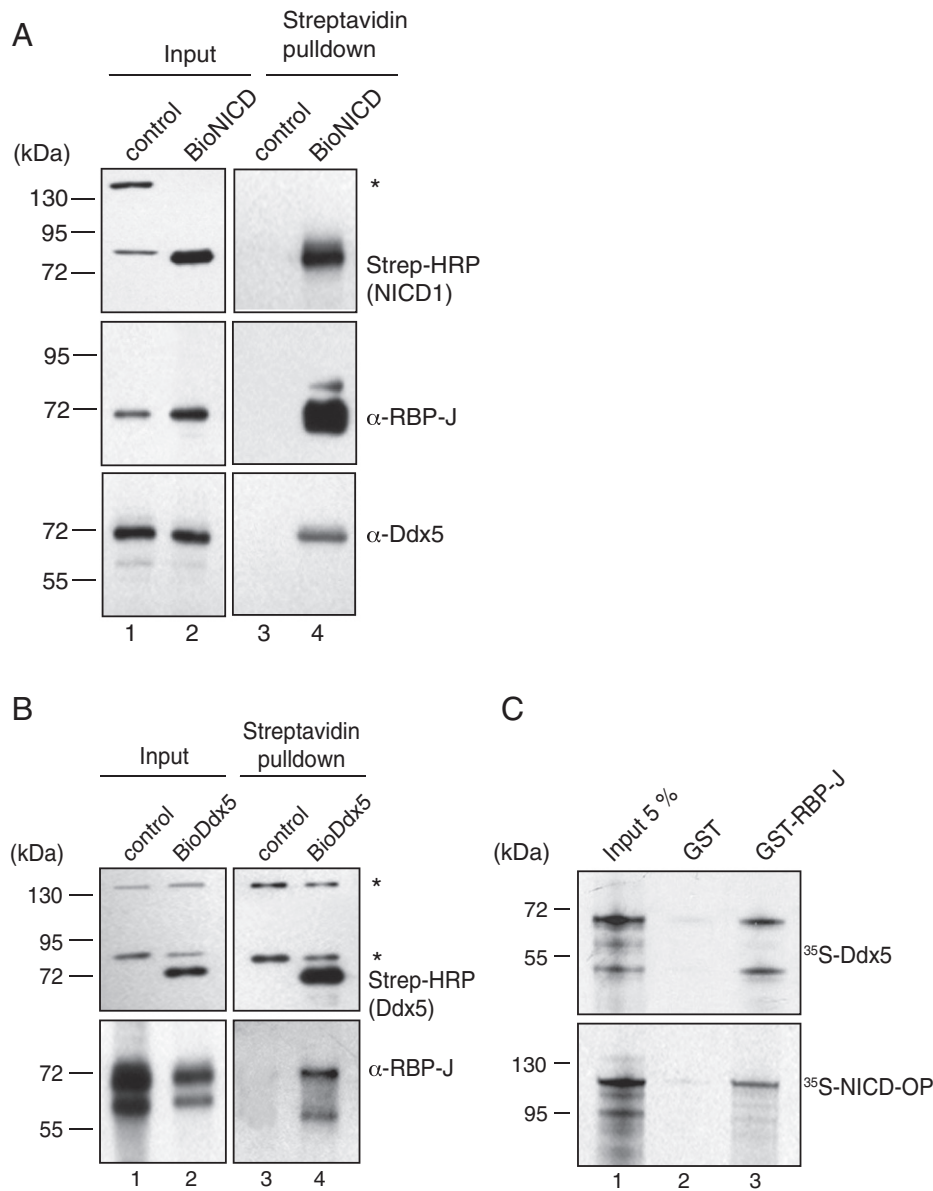 A
Input
Streptavidin
pulldown
control
BioNICD
control
BioNICD
(kDa)
130
95
72
*
Strep-HRP
(NICD1)
95
72
α-RBP-J
72
55
α-Ddx5
1 2 3 4
B
Input
Streptavidin
pulldown
control
BioDdx5
control
BioDdx5
(kDa)
130
95
72
*
*
Strep-HRP
(Ddx5)
72
55
α-RBP-J
1 2 3 4
C
Input 5 %
GST
GST-RBP-J
(kDa)
72
55
³⁵S-Ddx5
130
95
³⁵S-NICD-OP
1 2 3